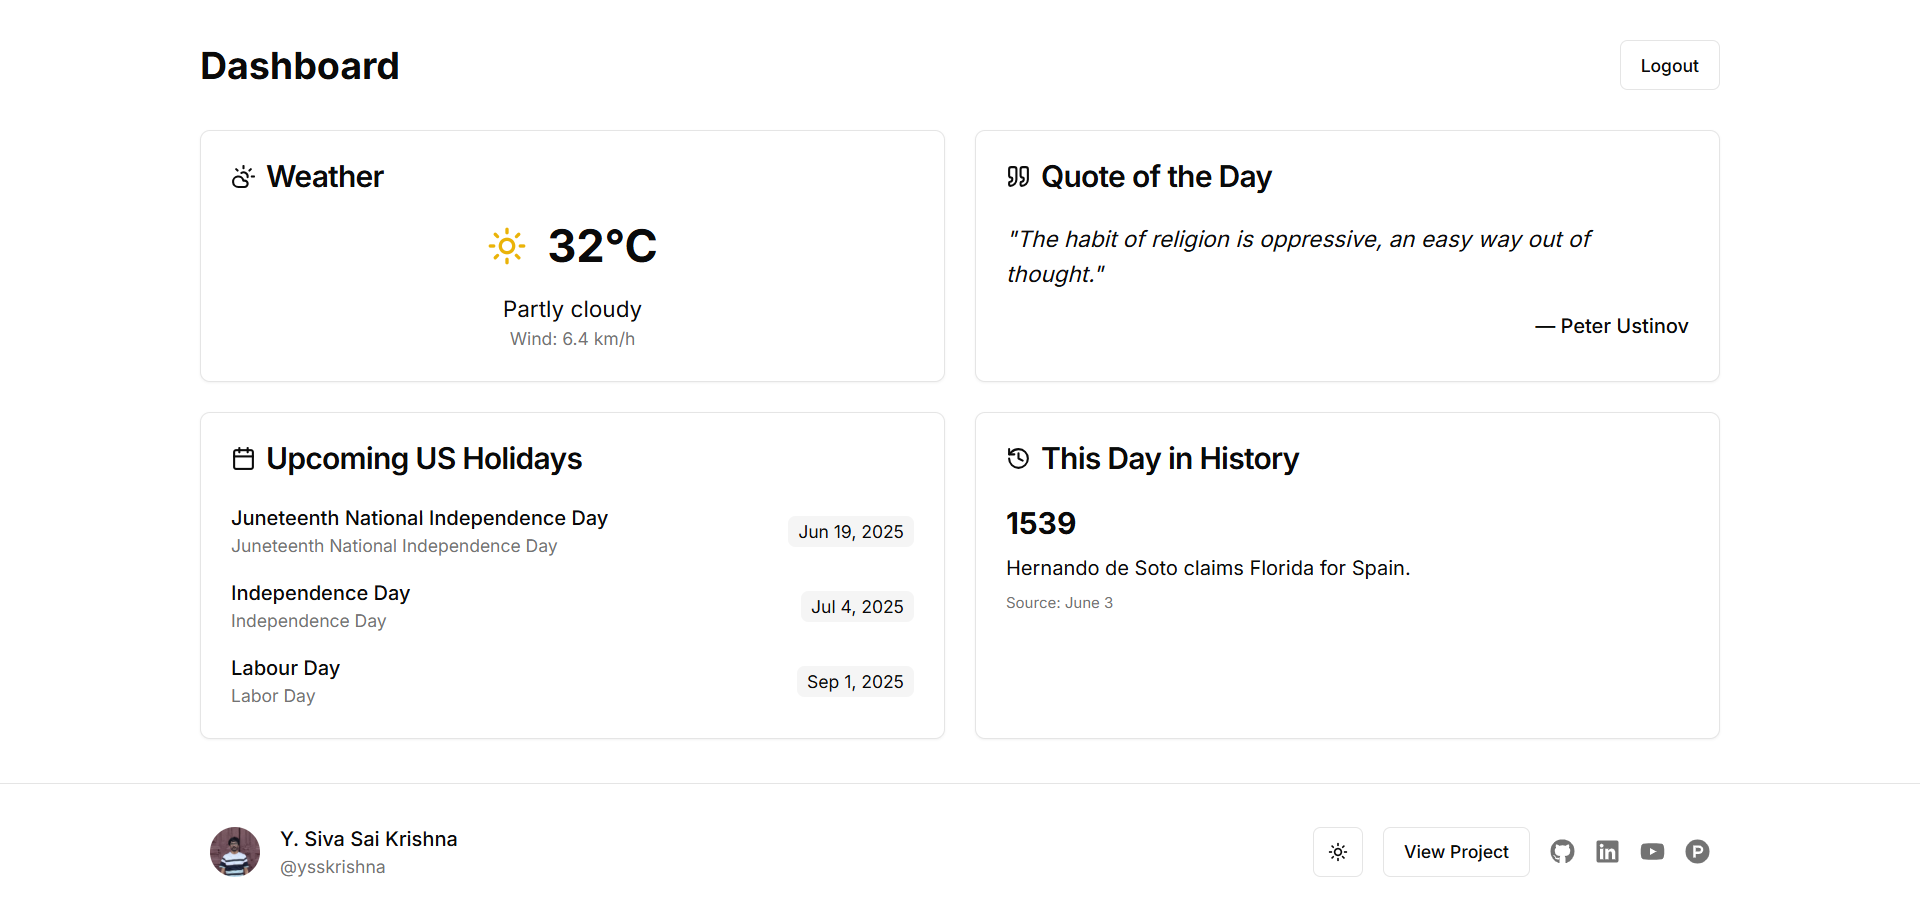 Dashboard
Logout
Weather
32°C
Partly cloudy
Wind: 6.4 km/h
Quote of the Day
"The habit of religion is oppressive, an easy way out of
thought."
— Peter Ustinov
Upcoming US Holidays
Juneteenth National Independence Day
Juneteenth National Independence Day
Jun 19, 2025
Independence Day
Independence Day
Jul 4, 2025
Labour Day
Labor Day
Sep 1, 2025
This Day in History
1539
Hernando de Soto claims Florida for Spain.
Source: June 3
Y. Siva Sai Krishna
@ysskrishna
View Project